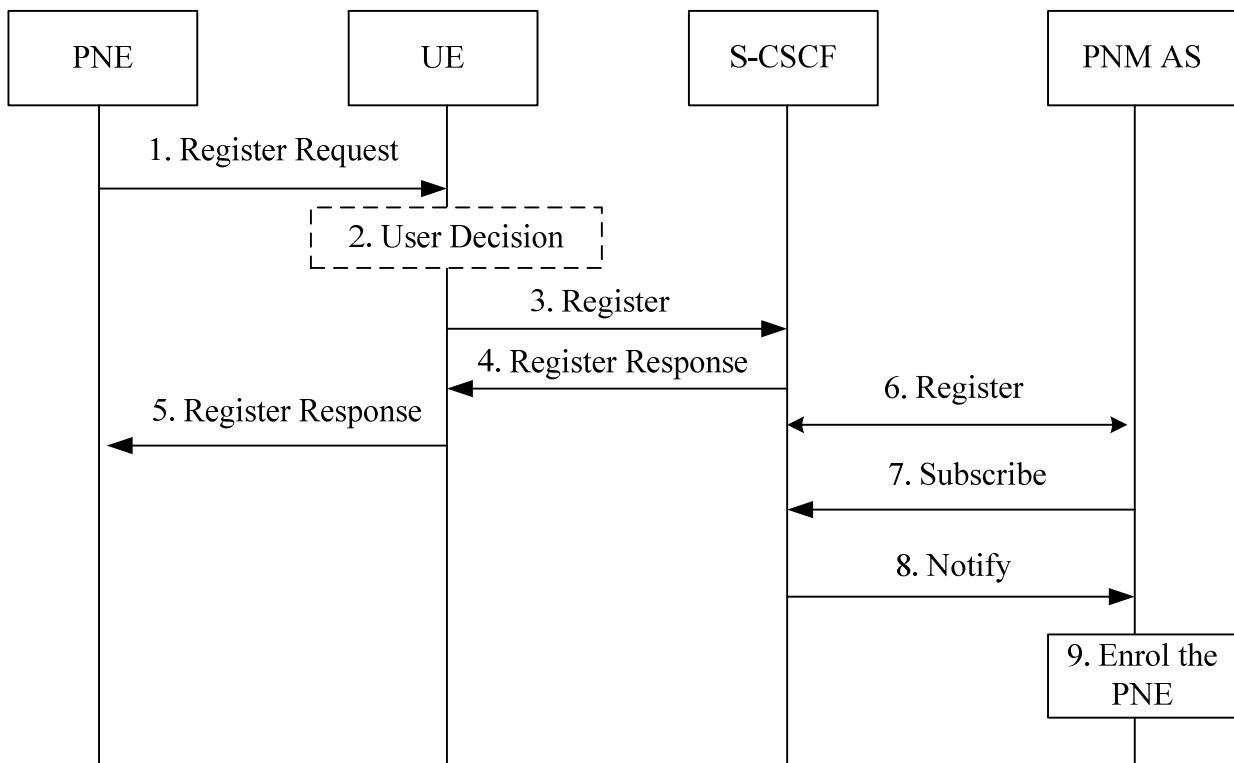 PNE
UE
S-CSCF
PNM AS
1. Register Request
2. User Decision
3. Register
4. Register Response
5. Register Response
6. Register
7. Subscribe
8. Notify
9. Enrol the
PNE